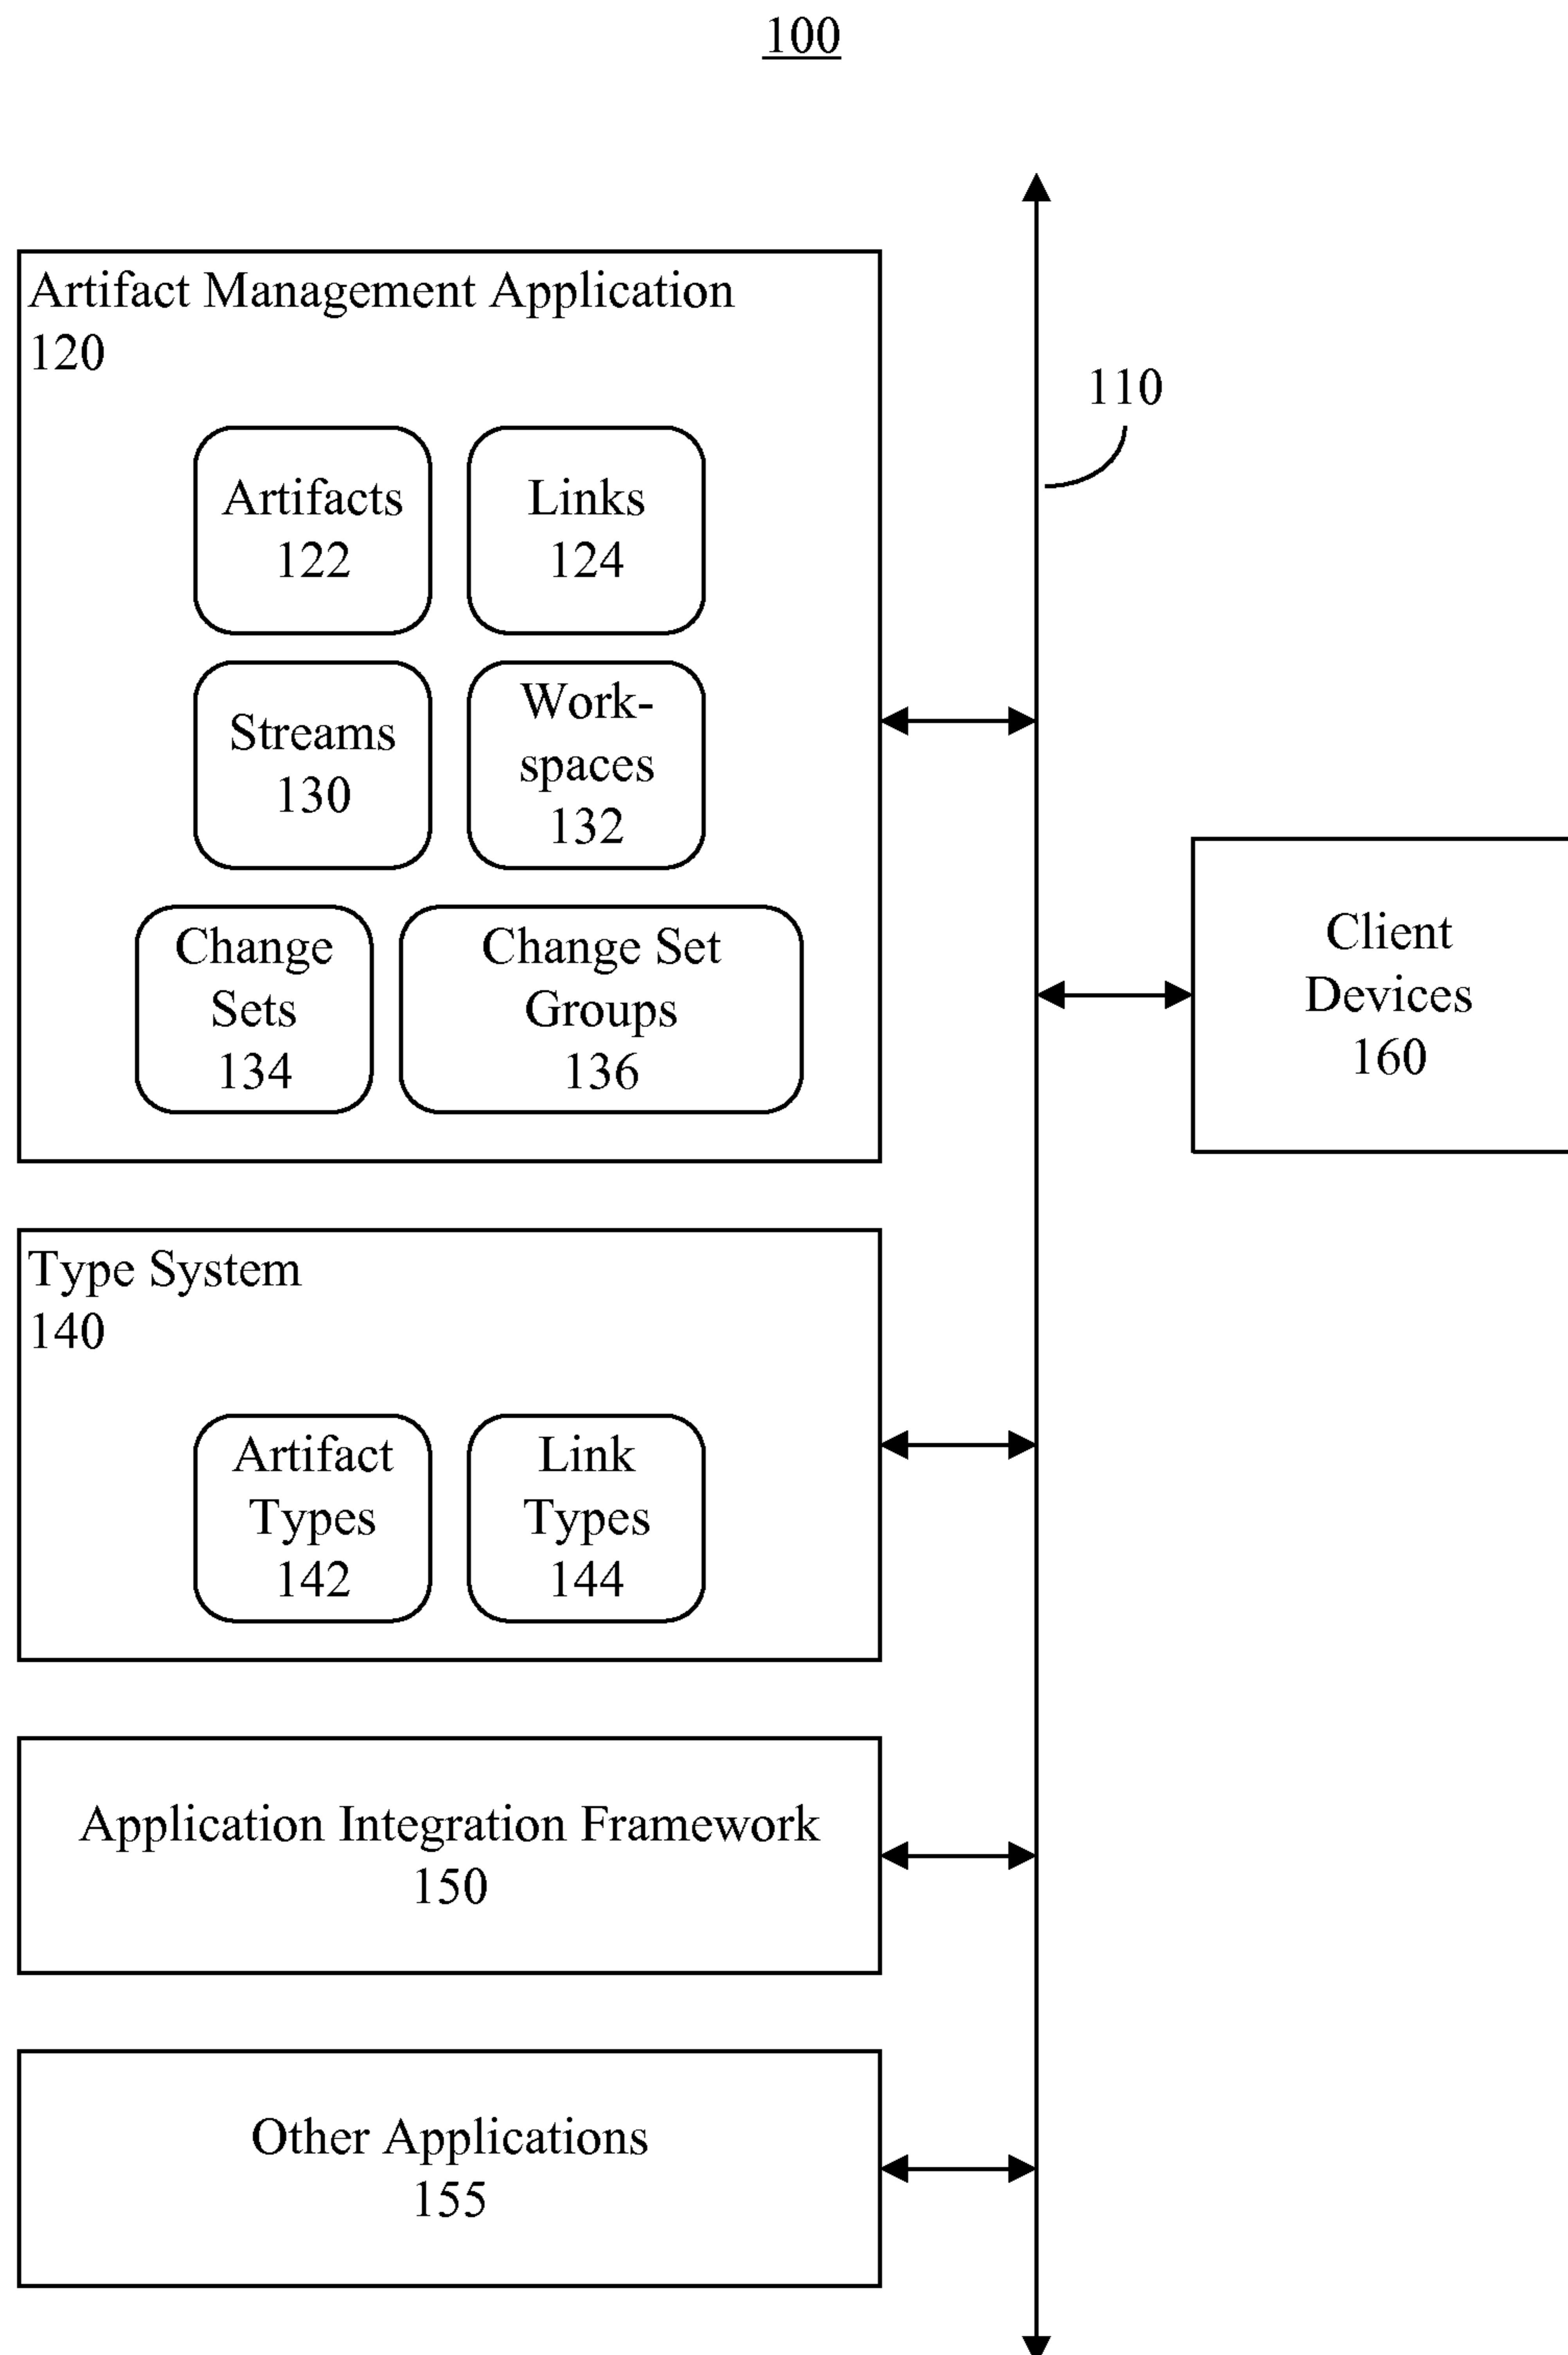 100
Artifact Management Application
120
110
Artifacts
122
Links
124
Streams
130
Work-
spaces
132
Change
Sets
134
Change Set
Groups
136
Client
Devices
160
Type System
140
Artifact
Types
142
Link
Types
144
Application Integration Framework
150
Other Applications
155